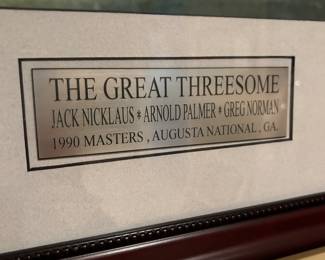 THE GREAT THREESOME
JACK NICKLAUS * ARNOLD PALMER * GREG NORMAN
1990 MASTERS , AUGUSTA NATIONAL , GA.